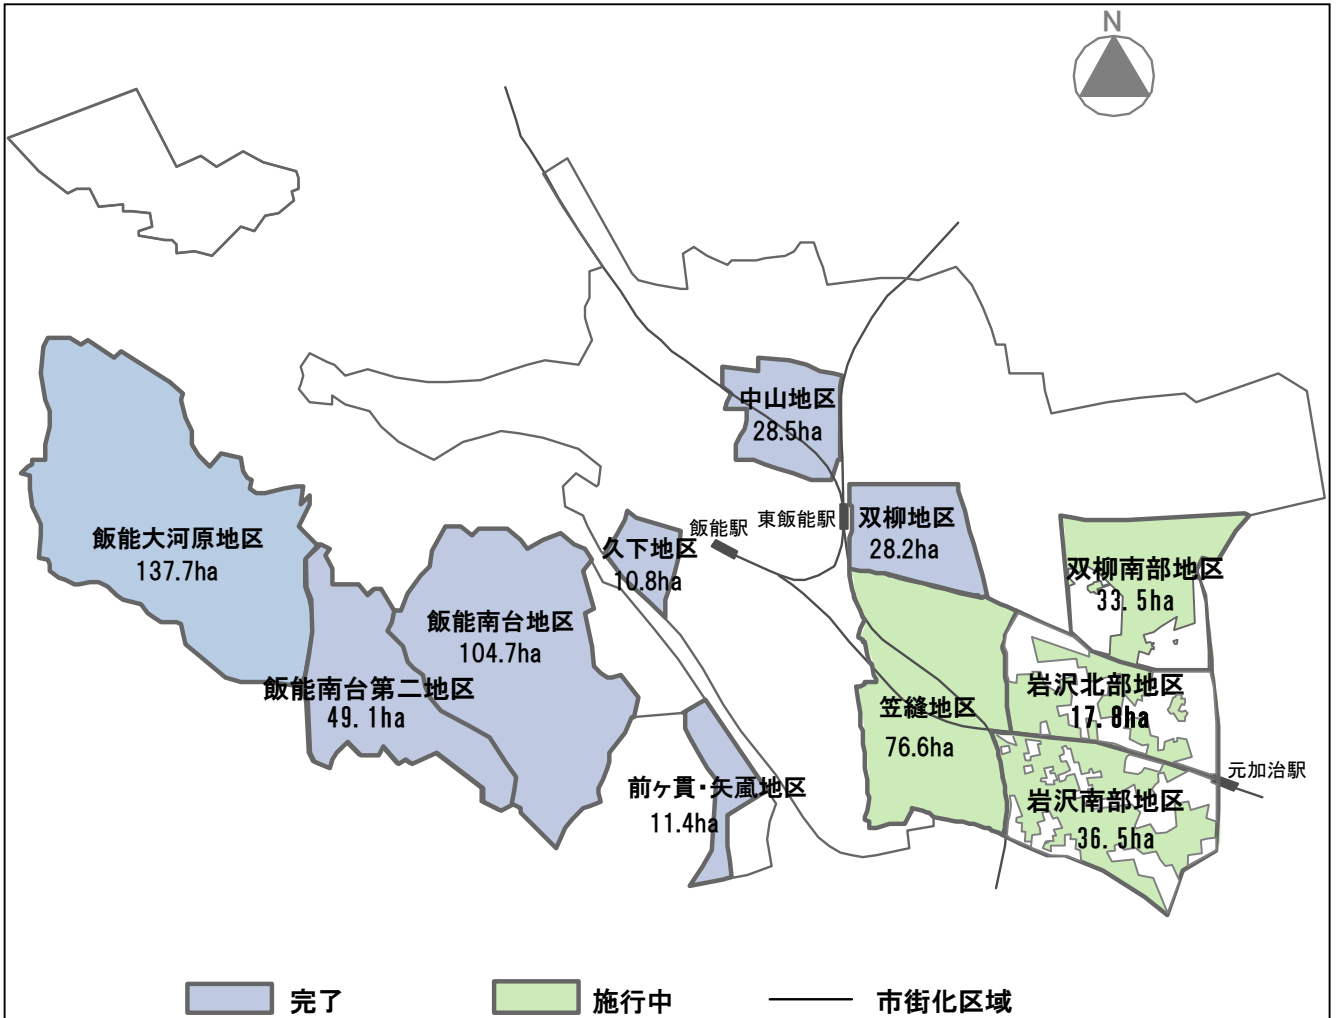 N
中山地区
28.5ha
東飯能駅
飯能駅
双柳地区
28.2ha
飯能大河原地区
137.7ha
久下地区
10.8ha
双柳南部地区
33.5ha
飯能南台地区
104.7ha
飯能南台第二地区
49.1ha
岩沢北部地区
17.8ha
笠縫地区
76.6ha
元加治駅
前ヶ貫・矢颪地区
11.4ha
岩沢南部地区
36.5ha
完了
施行中
市街化区域